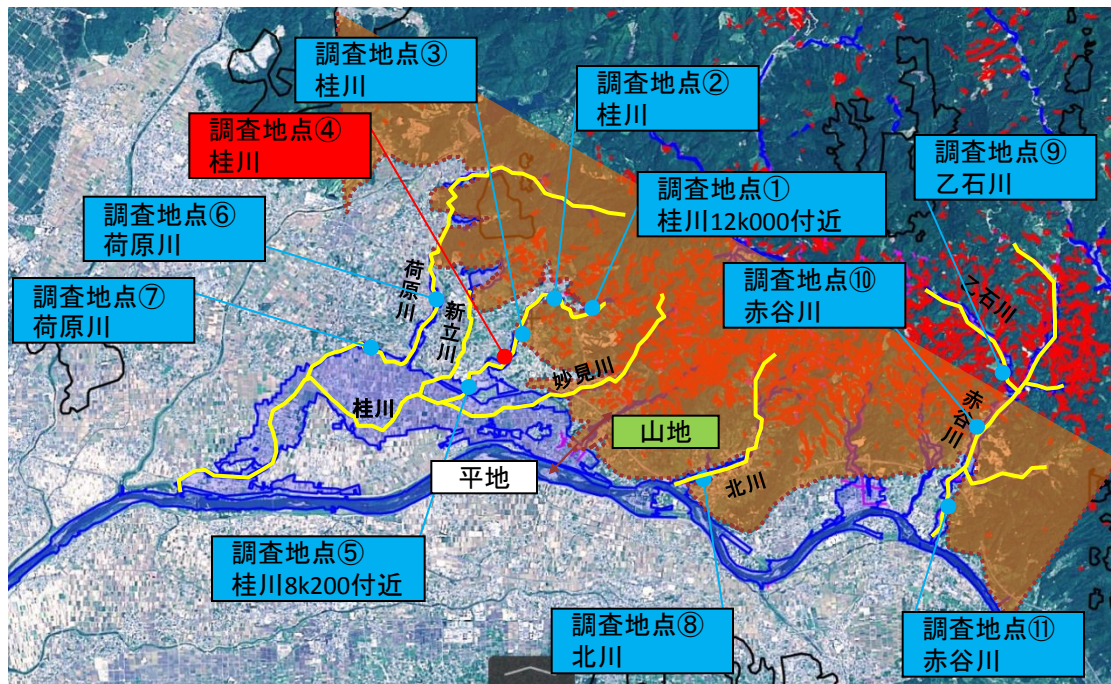 調査地点③
桂川
調査地点②
桂川
調査地点④
桂川
調査地点⑨
乙石川
調査地点①
桂川12k000付近
調査地点⑥
荷原川
調査地点⑩
赤谷川
調査地点⑦
荷原川
荷原川
新立川
乙石川
妙見川
桂川
赤谷川
山地
平地
北川
調査地点⑤
桂川8k200付近
調査地点⑧
北川
調査地点⑪
赤谷川